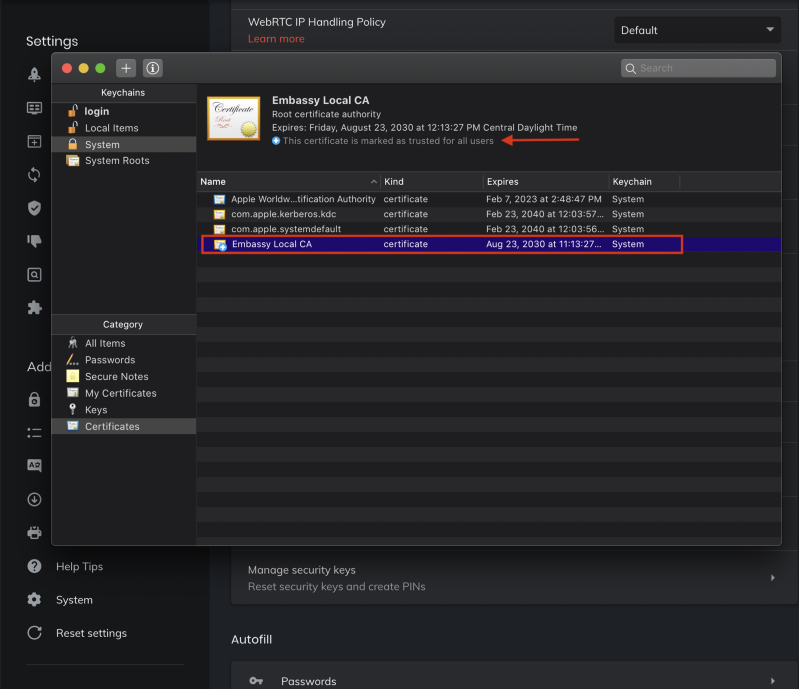 WebRTC IP Handling Policy
Learn more
Default
Settings
Search
Keychains
login
Local Items
System
System Roots
Certificate
Root
Embassy Local CA
Root certificate authority
Expires: Friday, August 23, 2030 at 12:13:27 PM Central Daylight Time
This certificate is marked as trusted for all users
Name Kind Expires Keychain
Apple Worldw...tification Authority certificate Feb 7, 2023 at 2:48:47 PM System
com.apple.kerberos.kdc certificate Feb 23, 2040 at 12:03:57... System
com.apple.systemdefault certificate Feb 23, 2040 at 12:03:56... System
Embassy Local CA certificate Aug 23, 2030 at 11:13:27... System
Category
All Items
Passwords
Secure Notes
My Certificates
Keys
Certificates
Add
Help Tips
System
Reset settings
Manage security keys
Reset security keys and create PINs
Autofill
Passwords